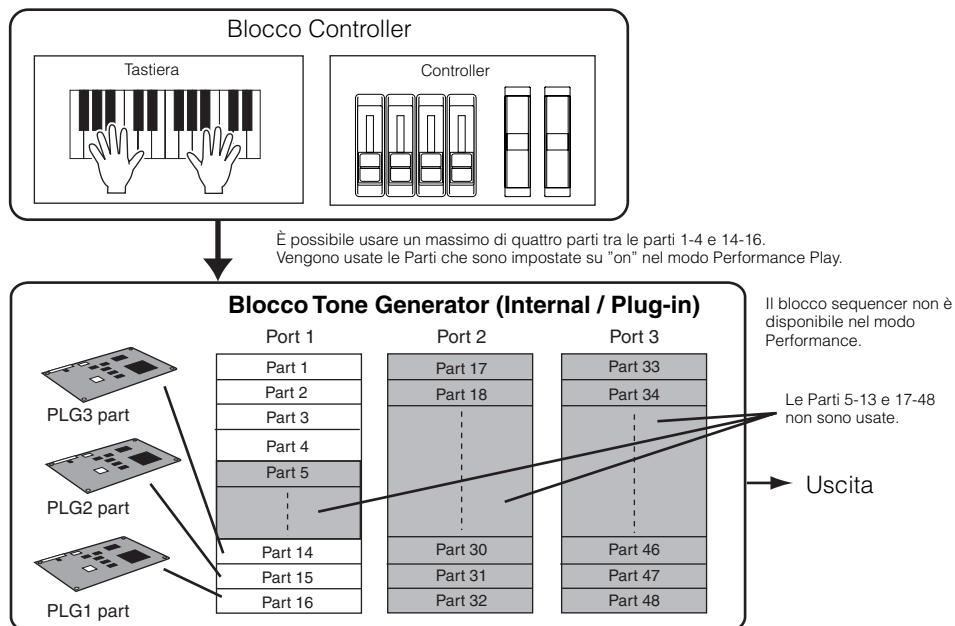 Blocco Controller
Tastiera
Controller
È possibile usare un massimo di quattro parti tra le parti 1-4 e 14-16.
Vengono usate le Parti che sono impostate su ”on” nel modo Performance Play.
Blocco Tone Generator (Internal / Plug-in)
Il blocco sequencer non è
disponibile nel modo
Performance.
Port 1
Port 2
Port 3
Part 1
Part 2
Part 3
Part 4
Part 5
Part 14
Part 15
Part 16
Part 17
Part 18
Part 30
Part 31
Part 32
Part 33
Part 34
Part 46
Part 47
Part 48
PLG3 part
PLG2 part
PLG1 part
Le Parti 5-13 e 17-48
non sono usate.
Uscita